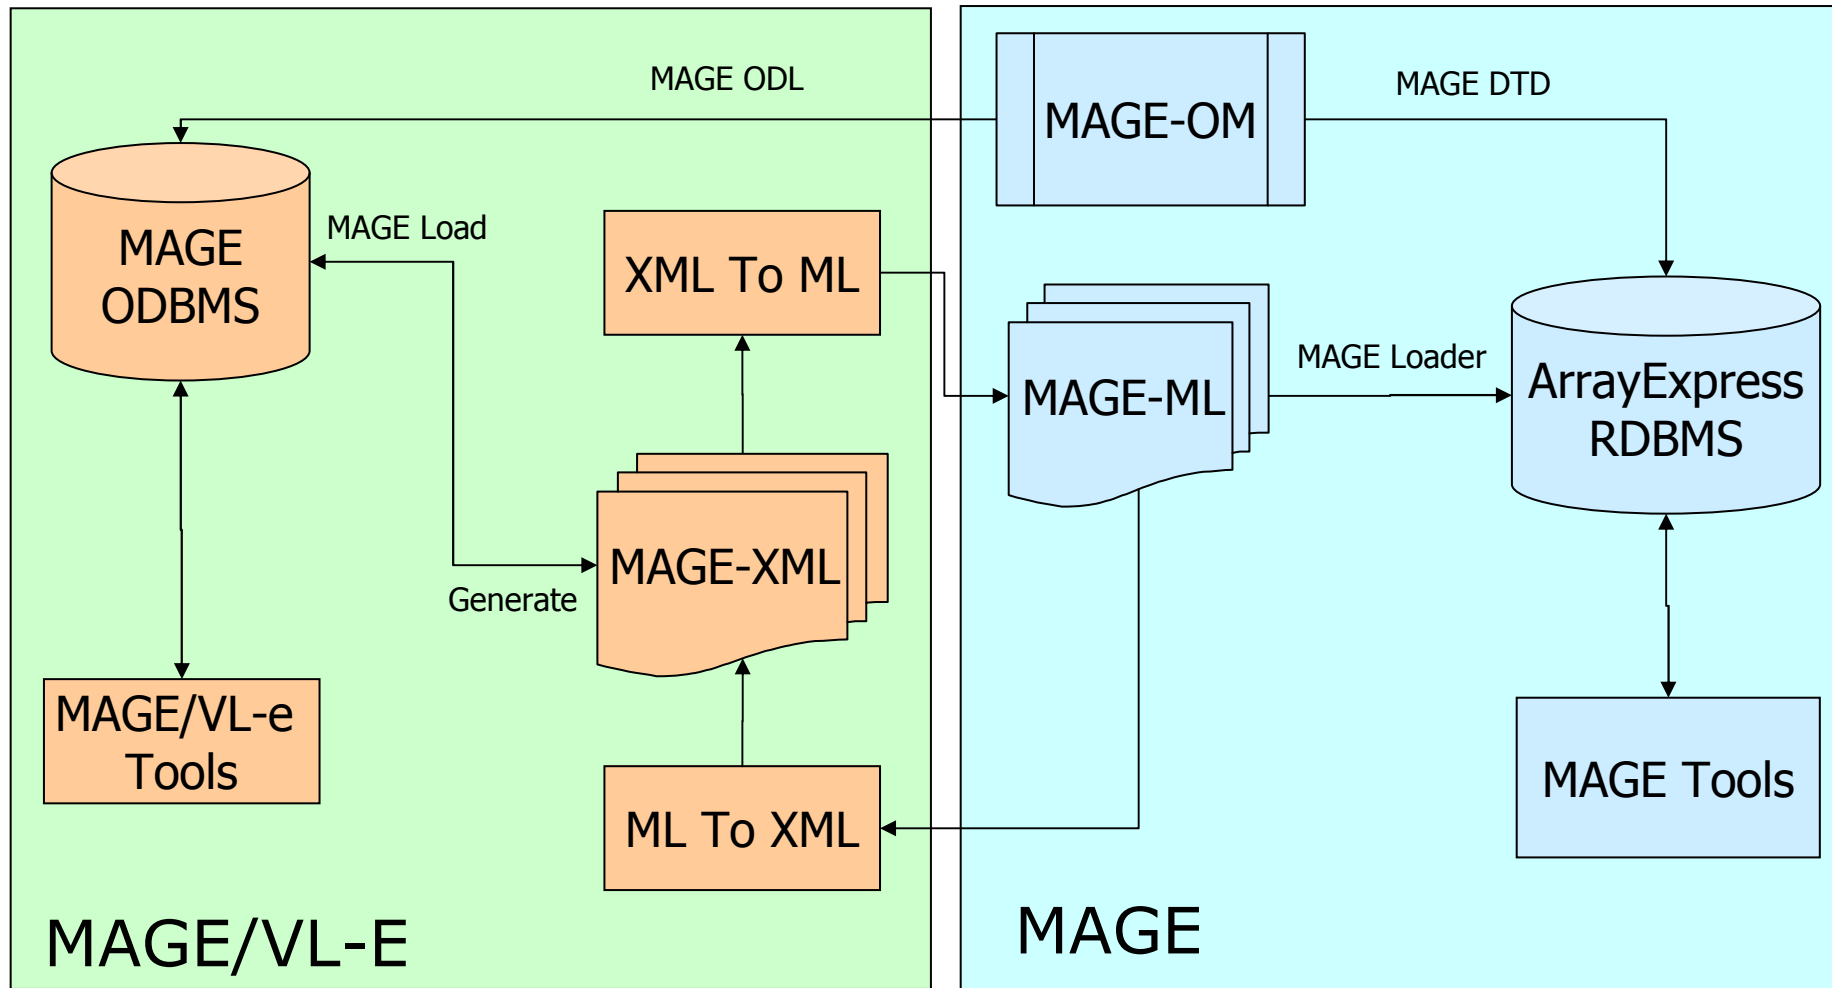 MAGE ODL
MAGE-OM
MAGE DTD
MAGE
ODBMS
MAGE Load
XML To ML
MAGE-ML
MAGE Loader
ArrayExpress
RDBMS
MAGE-XML
Generate
MAGE/VL-e
Tools
ML To XML
MAGE Tools
MAGE/VL-E
MAGE